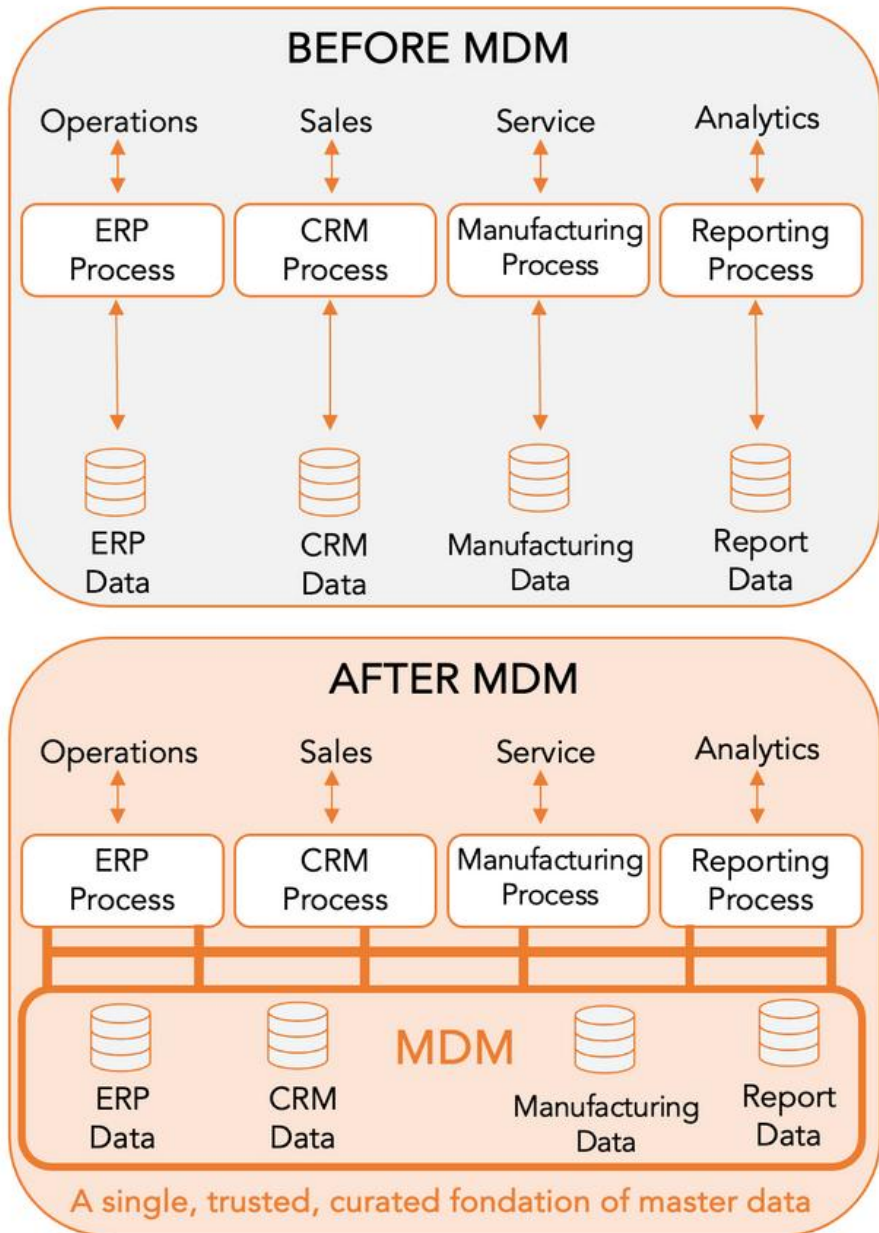 BEFORE MDM
Operations
Sales
Service
Analytics
ERP
Process
CRM
Process
Manufacturing
Process
Reporting
Process
ERP
Data
CRM
Data
Manufacturing
Data
Report
Data
AFTER MDM
Operations
Sales
Service
Analytics
ERP
Process
CRM
Process
Manufacturing
Process
Reporting
Process
MDM
ERP
Data
CRM
Data
Manufacturing
Data
Report
Data
A single, trusted, curated fondation of master data